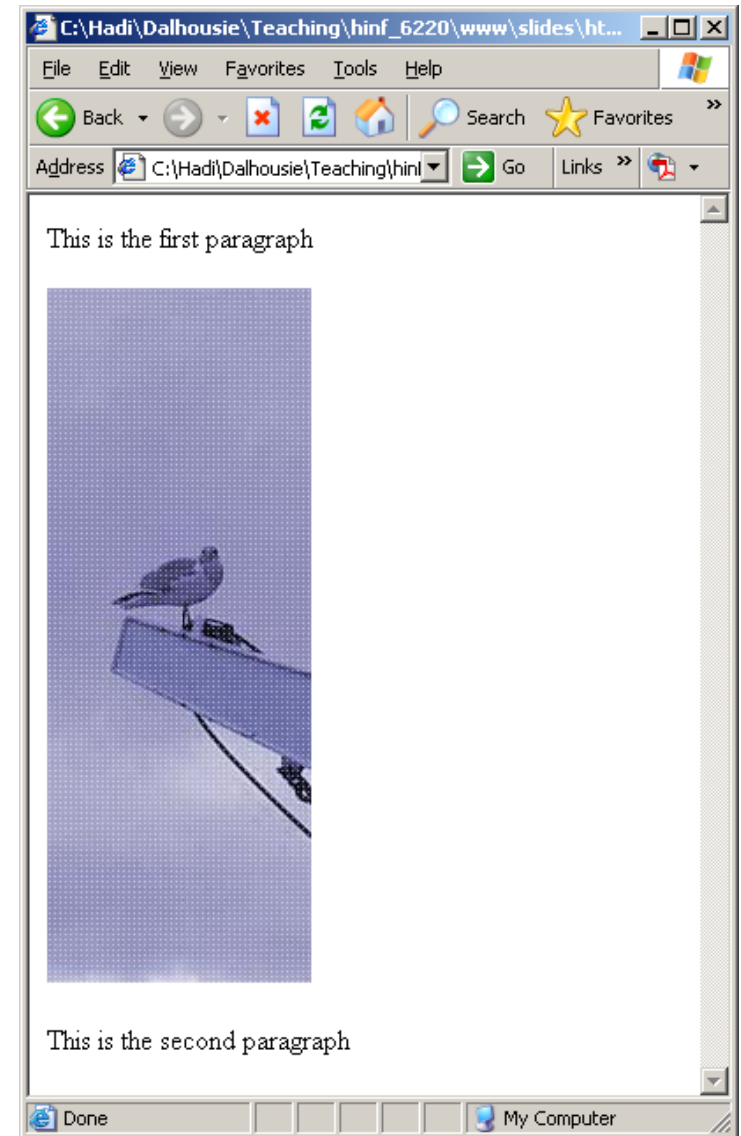 C:\Hadi\Dalhousie\Teaching\hinf_6220\www\slides\ht...
File Edit View Favorites Tools Help
Back Search Favorites »
Address C:\Hadi\Dalhousie\Teaching\hinl Go Links »
This is the first paragraph
This is the second paragraph
Done My Computer